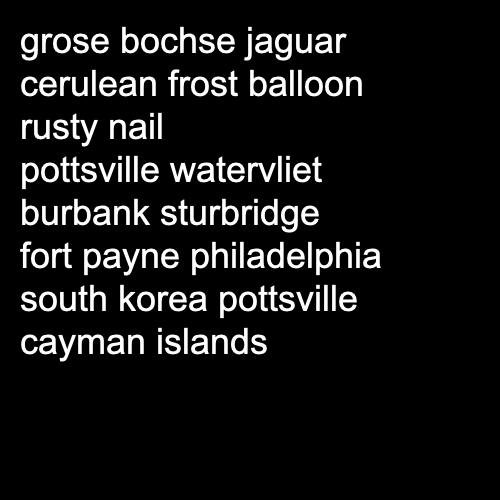 grose bochse jaguar
cerulean frost balloon
rusty nail
pottsville watervliet
burbank sturbridge
fort payne philadelphia
south korea pottsville
cayman islands